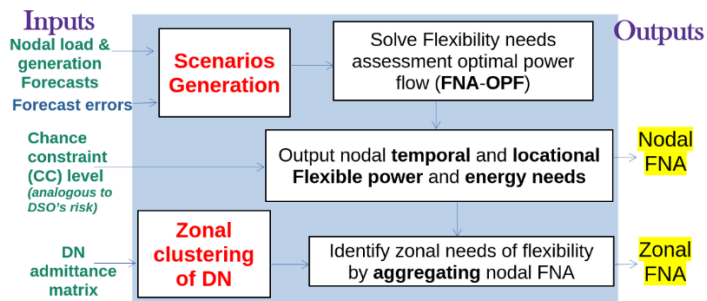 Inputs
Outputs
Nodal load &
generation
Forecasts
Forecast errors
Scenarios
Generation
Solve Flexibility needs
assessment optimal power
flow (FNA-OPF)
Chance
constraint
(CC) level
(analogous to
DSO's risk)
Output nodal temporal and locational
Flexible power and energy needs
Nodal
FNA
DN
admittance
matrix
Zonal
clustering
of DN
Identify zonal needs of flexibility
by aggregating nodal FNA
Zonal
FNA